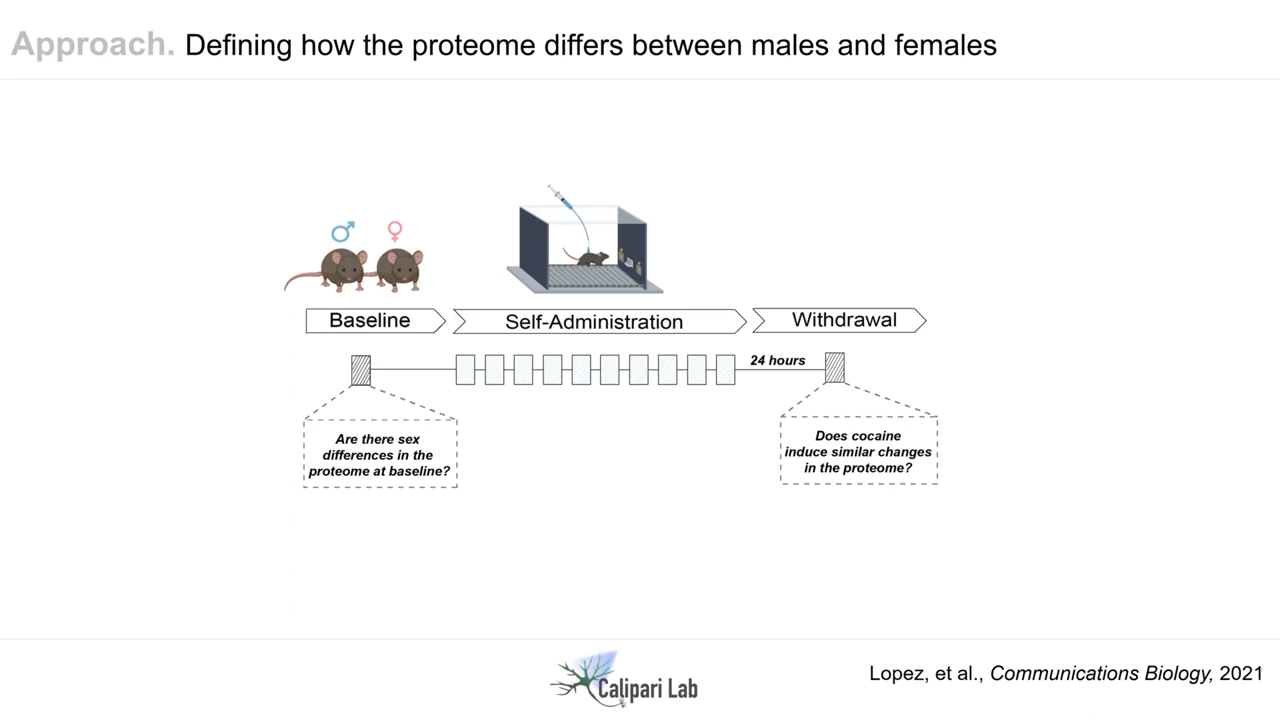 Approach. Defining how the proteome differs between males and females
Baseline
Self-Administration
Withdrawal
24 hours
Are there sex
differences in the
proteome at baseline?
Does cocaine
induce similar changes
in the proteome?
Calipari Lab
Lopez, et al., Communications Biology, 2021